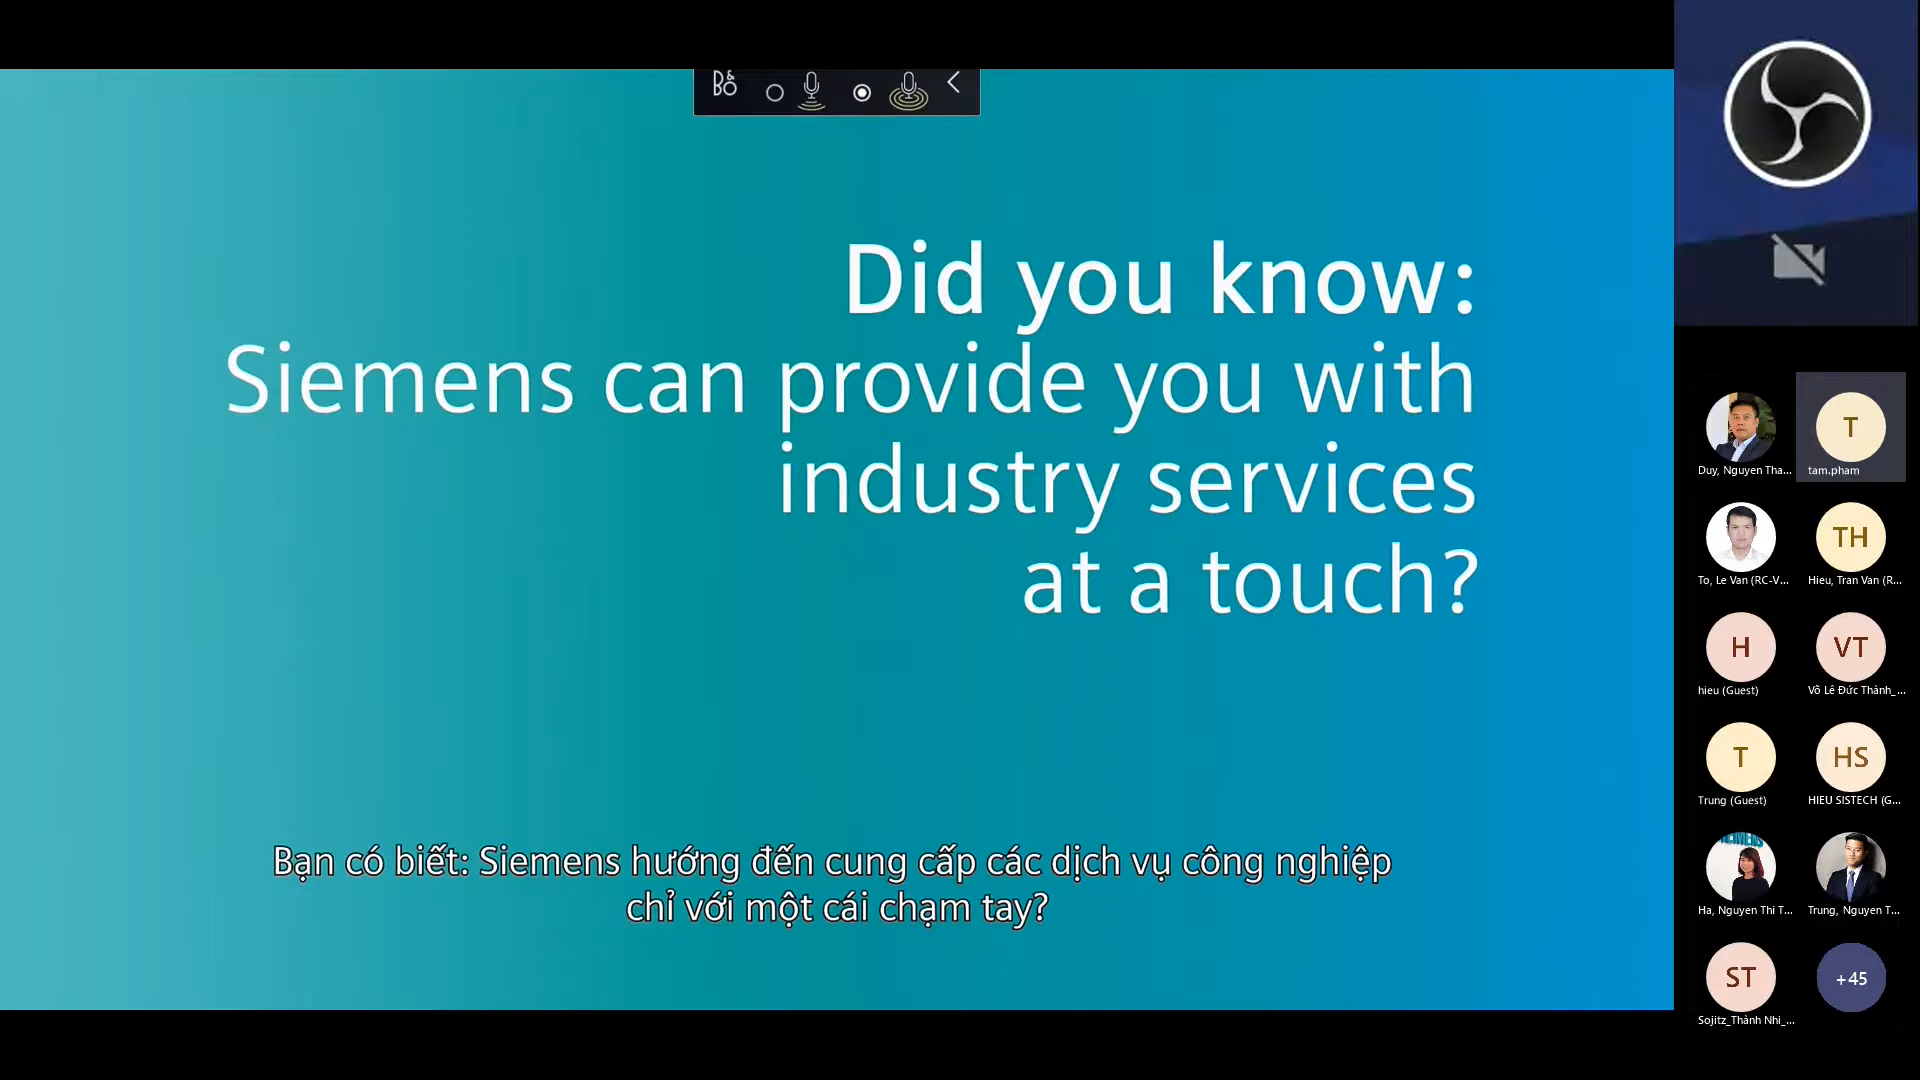 Did you know:
Siemens can provide you with
industry services
at a touch?
Bạn có biết: Siemens hướng đến cung cấp các dịch vụ công nghiệp
chỉ với một cái chạm tay?
Duy, Nguyen Tha...
T
tam.pham
To, Le Van (RC-V...
TH
Hieu, Tran Van (R...
H
hieu (Guest)
VT
Võ Lê Đức Thành_...
T
Trung (Guest)
HS
HIEU SISTECH (G...
Ha, Nguyen Thi T...
Trung, Nguyen T...
ST
Sojitz_Thành Nhi_...
+45